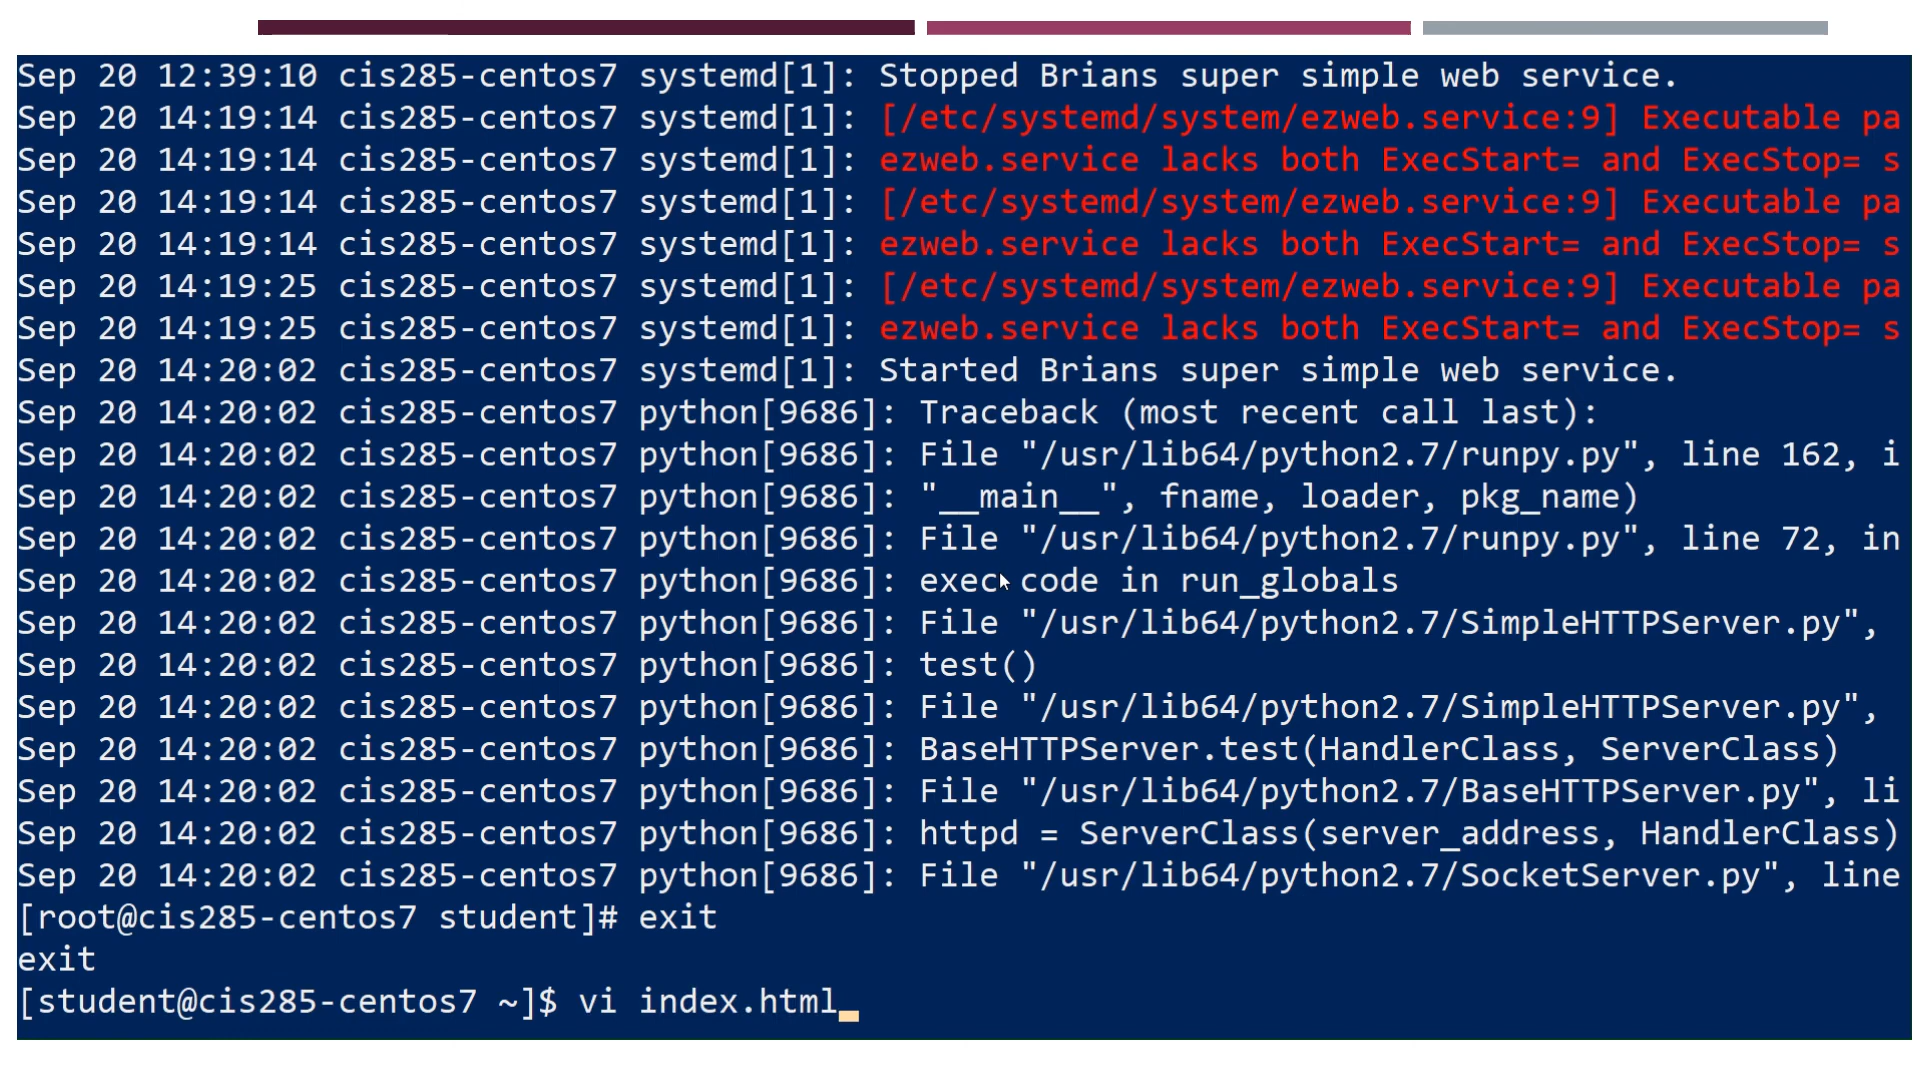 Sep 20 12:39:10 cis285-centos7 systemd[1]: Stopped Brians super simple web service.
Sep 20 14:19:14 cis285-centos7 systemd[1]: [/etc/systemd/system/ezweb.service:9] Executable pa
Sep 20 14:19:14 cis285-centos7 systemd[1]: ezweb.service lacks both ExecStart= and ExecStop= s
Sep 20 14:19:14 cis285-centos7 systemd[1]: [/etc/systemd/system/ezweb.service:9] Executable pa
Sep 20 14:19:14 cis285-centos7 systemd[1]: ezweb.service lacks both ExecStart= and ExecStop= s
Sep 20 14:19:25 cis285-centos7 systemd[1]: [/etc/systemd/system/ezweb.service:9] Executable pa
Sep 20 14:19:25 cis285-centos7 systemd[1]: ezweb.service lacks both ExecStart= and ExecStop= s
Sep 20 14:20:02 cis285-centos7 systemd[1]: Started Brians super simple web service.
Sep 20 14:20:02 cis285-centos7 python[9686]: Traceback (most recent call last):
Sep 20 14:20:02 cis285-centos7 python[9686]: File "/usr/lib64/python2.7/runpy.py", line 162, i
Sep 20 14:20:02 cis285-centos7 python[9686]: "__main__", fname, loader, pkg_name)
Sep 20 14:20:02 cis285-centos7 python[9686]: File "/usr/lib64/python2.7/runpy.py", line 72, in
Sep 20 14:20:02 cis285-centos7 python[9686]: exec code in run_globals
Sep 20 14:20:02 cis285-centos7 python[9686]: File "/usr/lib64/python2.7/SimpleHTTPServer.py",
Sep 20 14:20:02 cis285-centos7 python[9686]: test()
Sep 20 14:20:02 cis285-centos7 python[9686]: File "/usr/lib64/python2.7/SimpleHTTPServer.py",
Sep 20 14:20:02 cis285-centos7 python[9686]: BaseHTTPServer.test(HandlerClass, ServerClass)
Sep 20 14:20:02 cis285-centos7 python[9686]: File "/usr/lib64/python2.7/BaseHTTPServer.py", li
Sep 20 14:20:02 cis285-centos7 python[9686]: httpd = ServerClass(server_address, HandlerClass)
Sep 20 14:20:02 cis285-centos7 python[9686]: File "/usr/lib64/python2.7/SocketServer.py", line
[root@cis285-centos7 student]# exit
exit
[student@cis285-centos7 ~]$ vi index.html